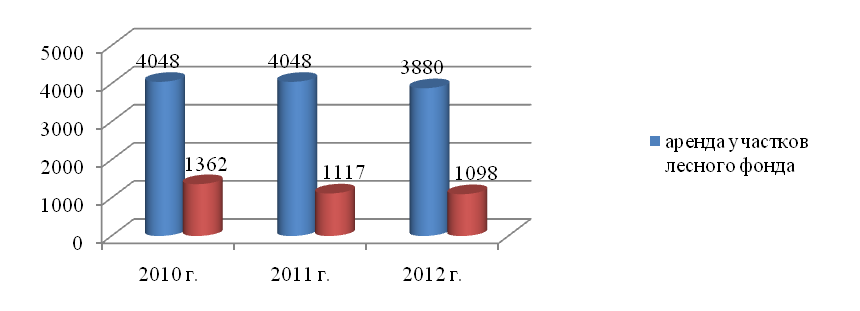 5000
4000
3000
2000
1000
0
4048
1362
4048
1117
3880
1098
2010 г.
2011 г.
2012 г.
аренда участков
лесного фонда